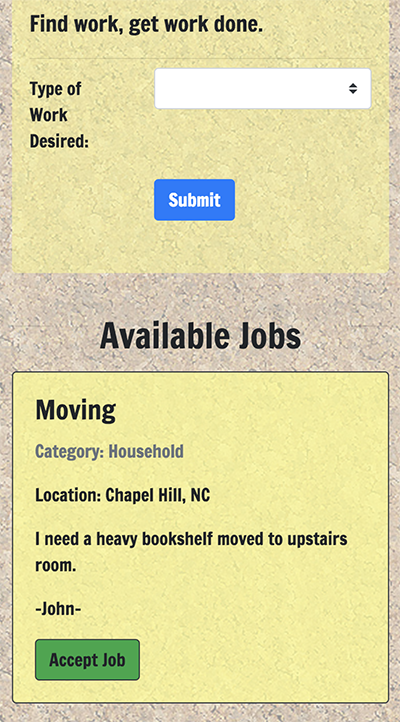 Find work, get work done.
Type of
Work
Desired:
Submit
Available Jobs
Moving
Category: Household
Location: Chapel Hill, NC
I need a heavy bookshelf moved to upstairs
room.
-John-
Accept Job